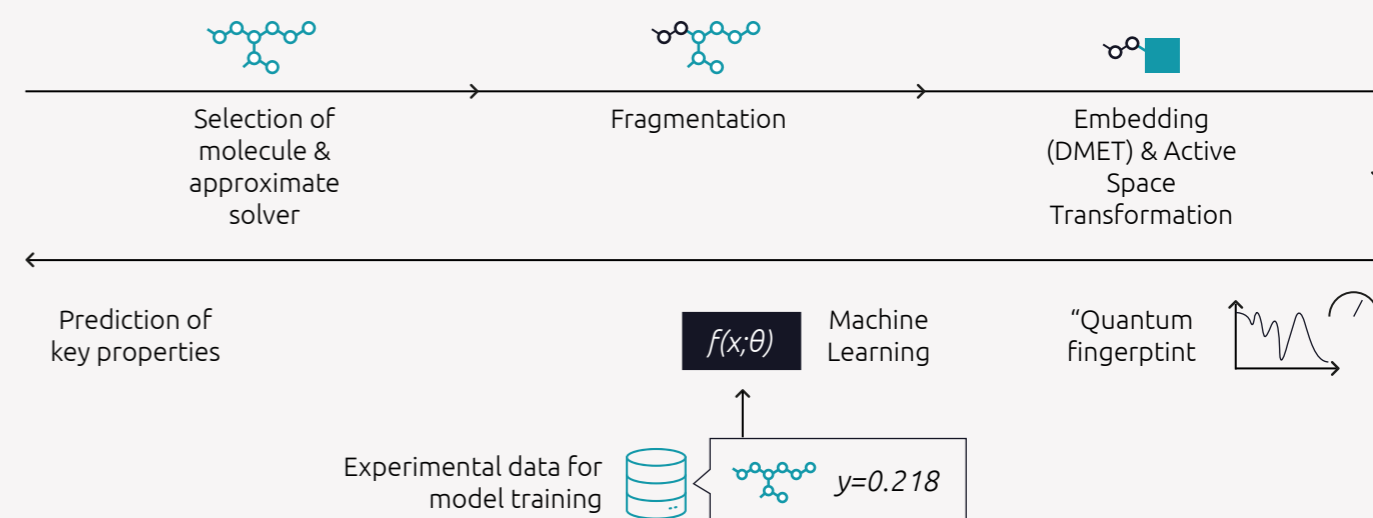 Selection of
molecule &
approximate
solver
Fragmentation
Embedding
(DMET) & Active
Space
Transformation
Prediction of
key properties
f(x;θ)
Machine
Learning
“Quantum
fingerptint
Experimental data for
model training
y=0.218